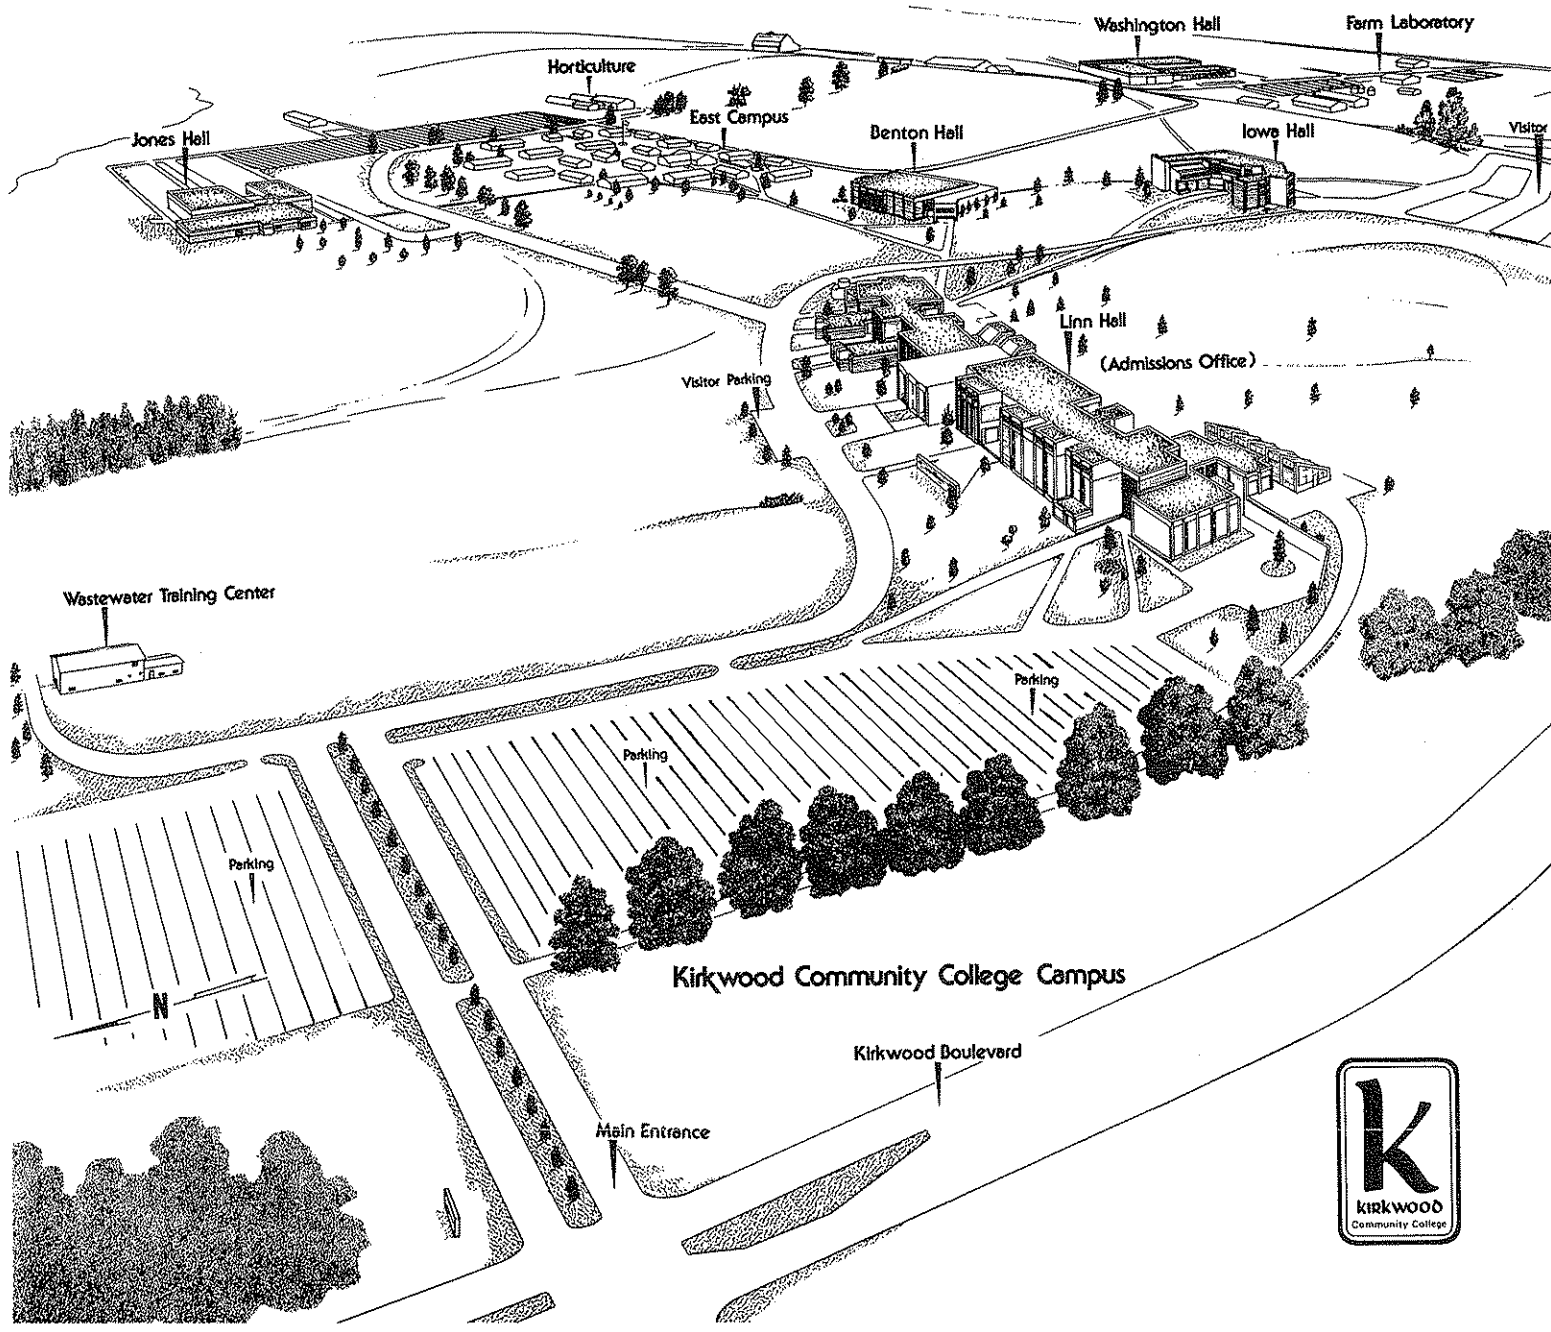 Washington Hall
Farm Laboratory
Horticulture
East Campus
Jones Hall
Benton Hall
Iowa Hall
Visitor
Linn Hall
(Admissions Office)
Visitor Parking
Wastewater Training Center
Parking
Parking
Parking
N
Kirkwood Community College Campus
Kirkwood Boulevard
Main Entrance
k
KIRKWOOD
Community College